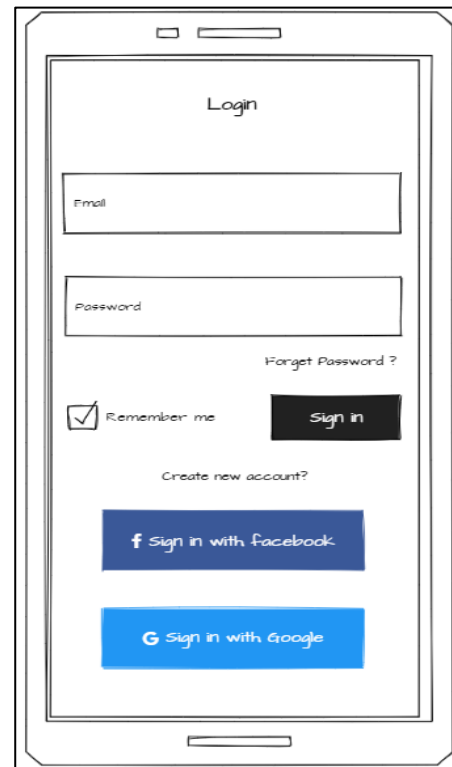 Login
Email
Password
Forget Password ?
Remember me
Sign in
Create new account?
f Sign in with facebook
G Sign in with Google